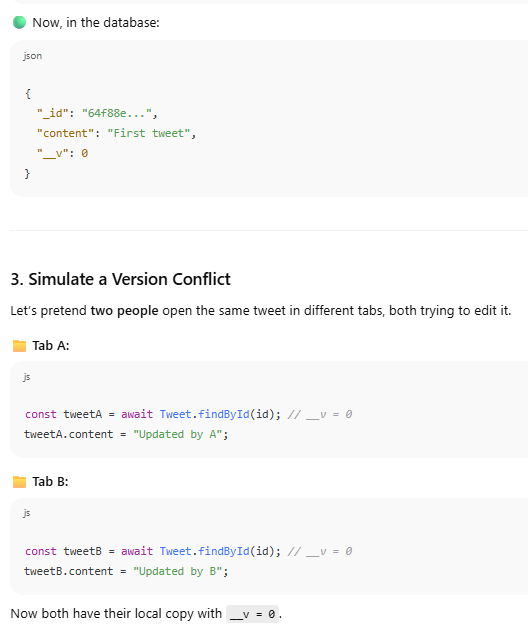 Now, in the database:
json
{
  "_id": "64f88e...",
  "content": "First tweet",
  "__v": 0
}
3. Simulate a Version Conflict
Let's pretend two people open the same tweet in different tabs, both trying to edit it.
Tab A:
js
const tweetA = await Tweet.findById(id); // __v = 0
tweetA.content = "Updated by A";
Tab B:
js
const tweetB = await Tweet.findById(id); // __v = 0
tweetB.content = "Updated by B";
Now both have their local copy with __v = 0.